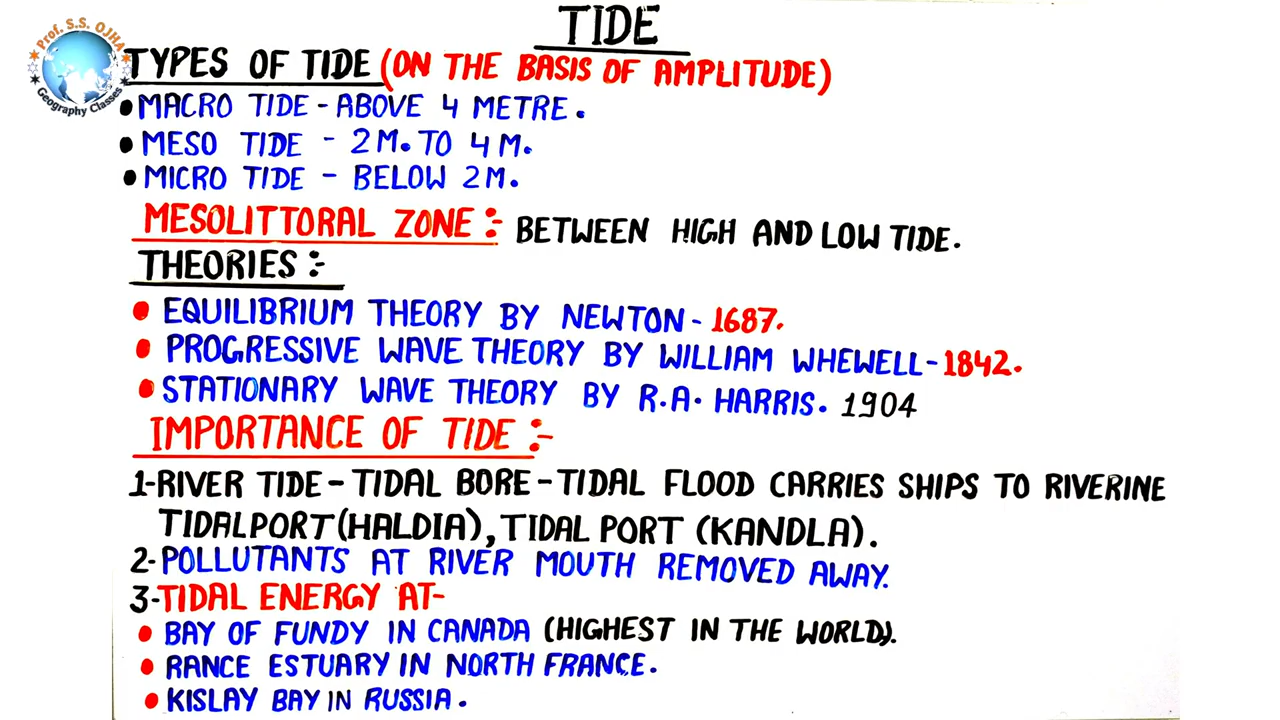 Prof. S.S. OJHA
Geography Classes
TIDE
TYPES OF TIDE (ON THE BASIS OF AMPLITUDE)
• MACRO TIDE - ABOVE 4 METRE.
• MESO TIDE - 2M. TO 4 M.
• MICRO TIDE - BELOW 2M.
MESOLITTORAL ZONE :- BETWEEN HIGH AND LOW TIDE.
THEORIES :-
• EQUILIBRIUM THEORY BY NEWTON - 1687.
• PROGRESSIVE WAVE THEORY BY WILLIAM WHEWELL - 1842.
• STATIONARY WAVE THEORY BY R.A. HARRIS. 1904
IMPORTANCE OF TIDE :-
1-RIVER TIDE - TIDAL BORE - TIDAL FLOOD CARRIES SHIPS TO RIVERINE
TIDALPORT (HALDIA), TIDAL PORT (KANDLA).
2-POLLUTANTS AT RIVER MOUTH REMOVED AWAY.
3-TIDAL ENERGY AT-
• BAY OF FUNDY IN CANADA (HIGHEST IN THE WORLD).
• RANCE ESTUARY IN NORTH FRANCE.
• KISLAY BAY IN RUSSIA.